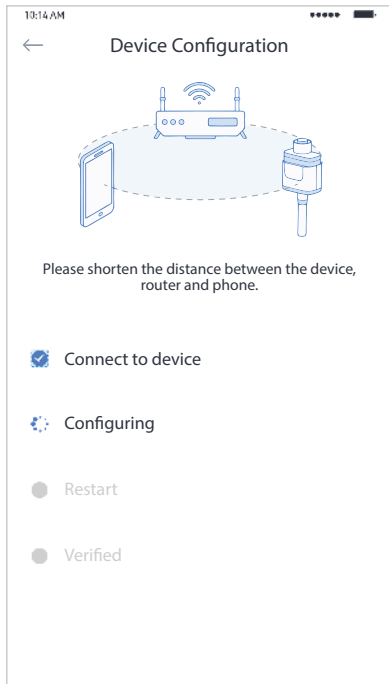 10:14 AM
Device Configuration
Please shorten the distance between the device,
router and phone.
Connect to device
Configuring
Restart
Verified